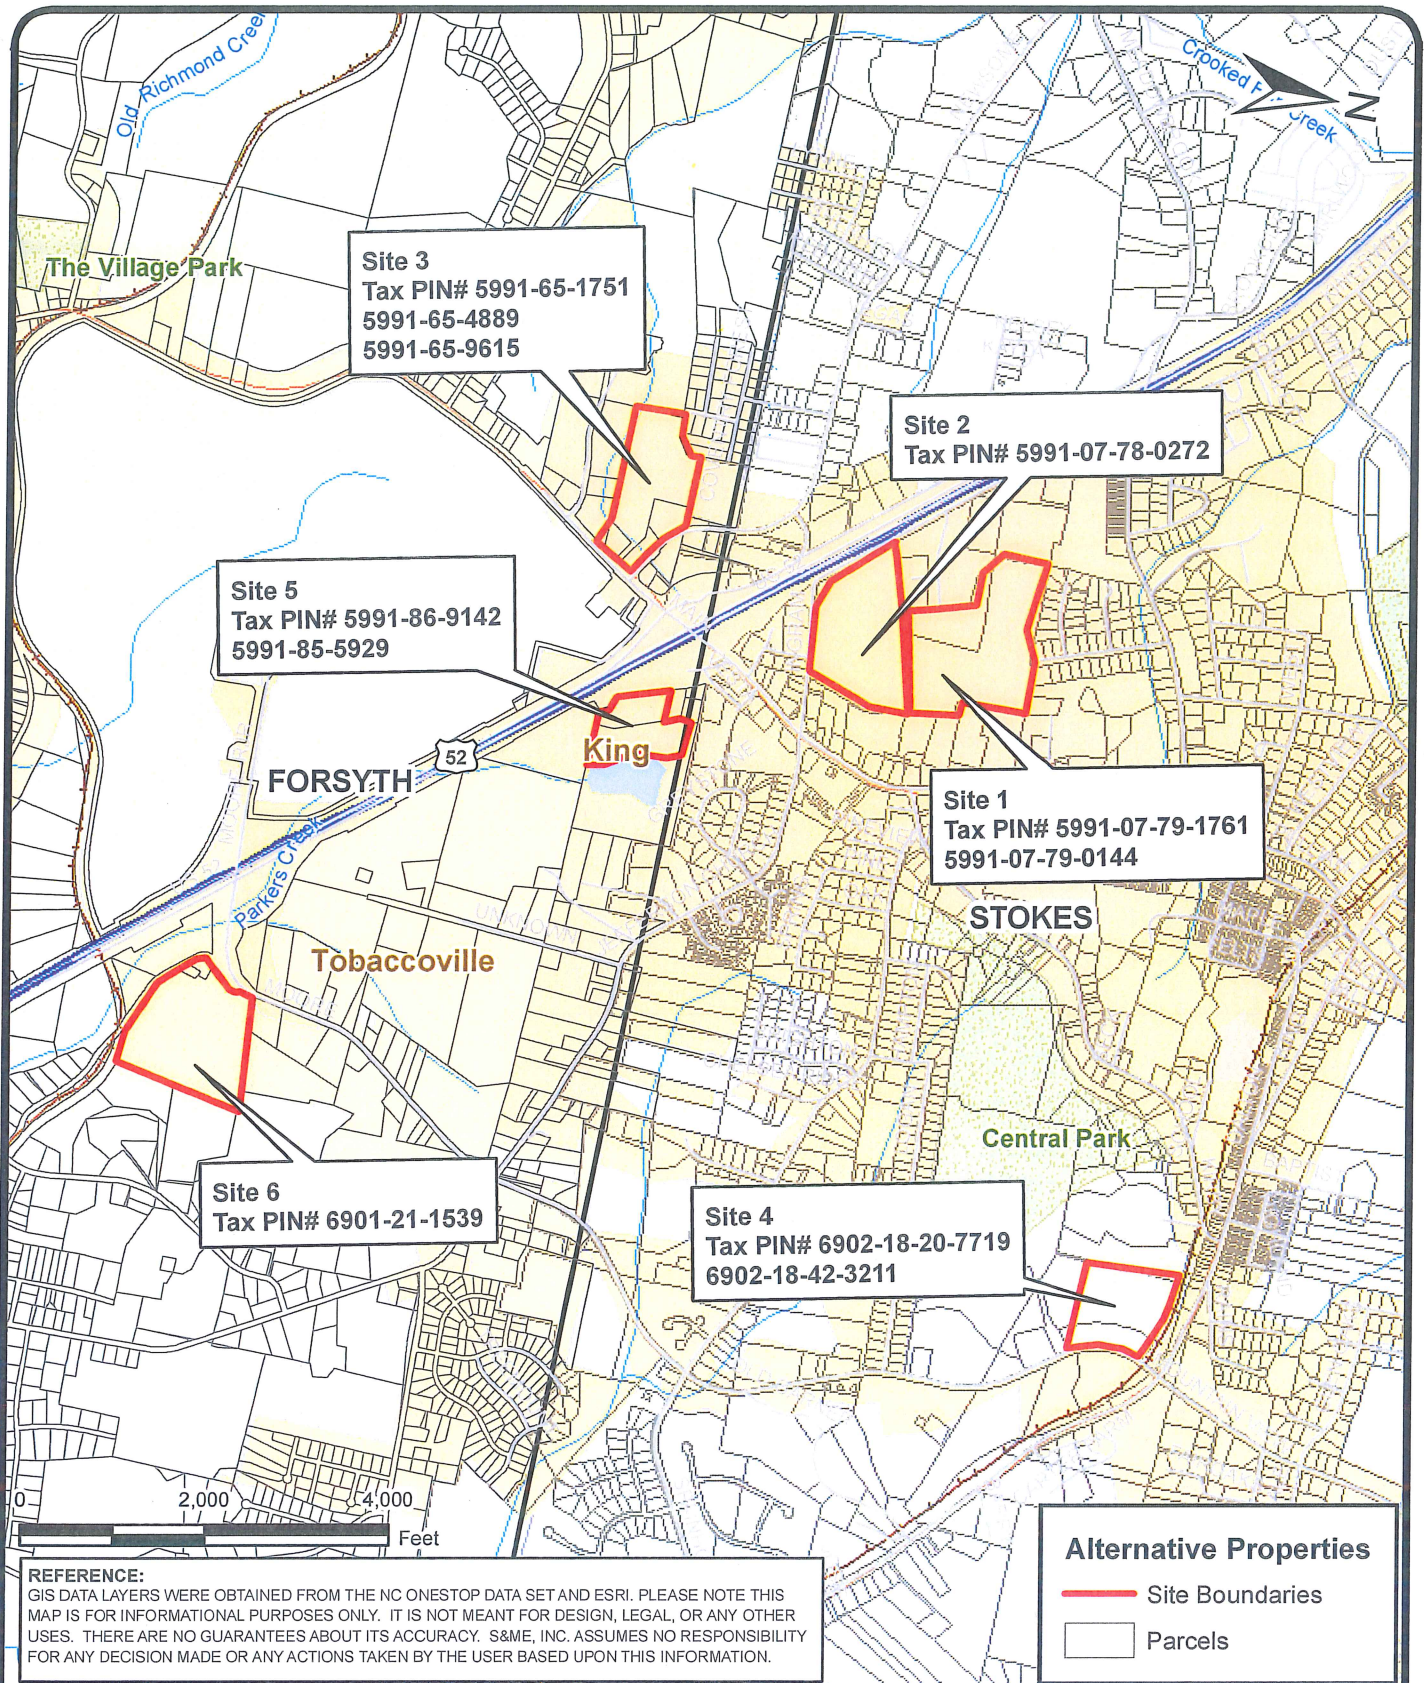 Old Richmond Creek
Crooked
Creek
N
The Village Park
Site 3
Tax PIN# 5991-65-1751
5991-65-4889
5991-65-9615
Site 2
Tax PIN# 5991-07-78-0272
Site 5
Tax PIN# 5991-86-9142
5991-85-5929
King
52
FORSYTH
Site 1
Tax PIN# 5991-07-79-1761
5991-07-79-0144
Parkers Creek
UNKNOWN
STOKES
Tobaccoville
MOORE
Central Park
Site 6
Tax PIN# 6901-21-1539
Site 4
Tax PIN# 6902-18-20-7719
6902-18-42-3211
0 2,000 4,000
Feet
REFERENCE:
GIS DATA LAYERS WERE OBTAINED FROM THE NC ONESTOP DATA SET AND ESRI. PLEASE NOTE THIS
MAP IS FOR INFORMATIONAL PURPOSES ONLY. IT IS NOT MEANT FOR DESIGN, LEGAL, OR ANY OTHER
USES. THERE ARE NO GUARANTEES ABOUT ITS ACCURACY. S&ME, INC. ASSUMES NO RESPONSIBILITY
FOR ANY DECISION MADE OR ANY ACTIONS TAKEN BY THE USER BASED UPON THIS INFORMATION.
Alternative Properties
Site Boundaries
Parcels